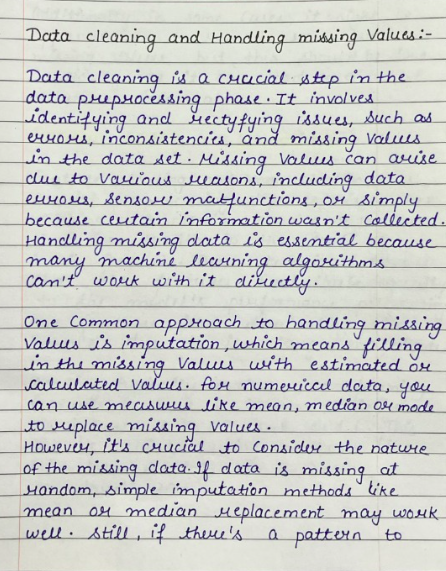 Data cleaning and Handling missing Values:-
Data cleaning is a crucial step in the
data preprocessing phase. It involves
identifying and rectyfying issues, such as
errors, inconsistencies, and missing Values
in the data set. Missing Values can arise
due to various reasons, including data
errors, sensor malfunctions, or simply
because certain information wasn't collected.
Handling missing data is essential because
many machine learning algorithms
can't work with it directly.
One Common approach to handling missing
Values is imputation, which means filling
in the missing Values with estimated or
calculated Values. for numerical data, you
can use measures like mean, median or mode
to replace missing values.
However, it's crucial to Consider the nature
of the missing data. If data is missing at
random, simple imputation methods like
mean or median replacement may work
well. Still, if there's a pattern to